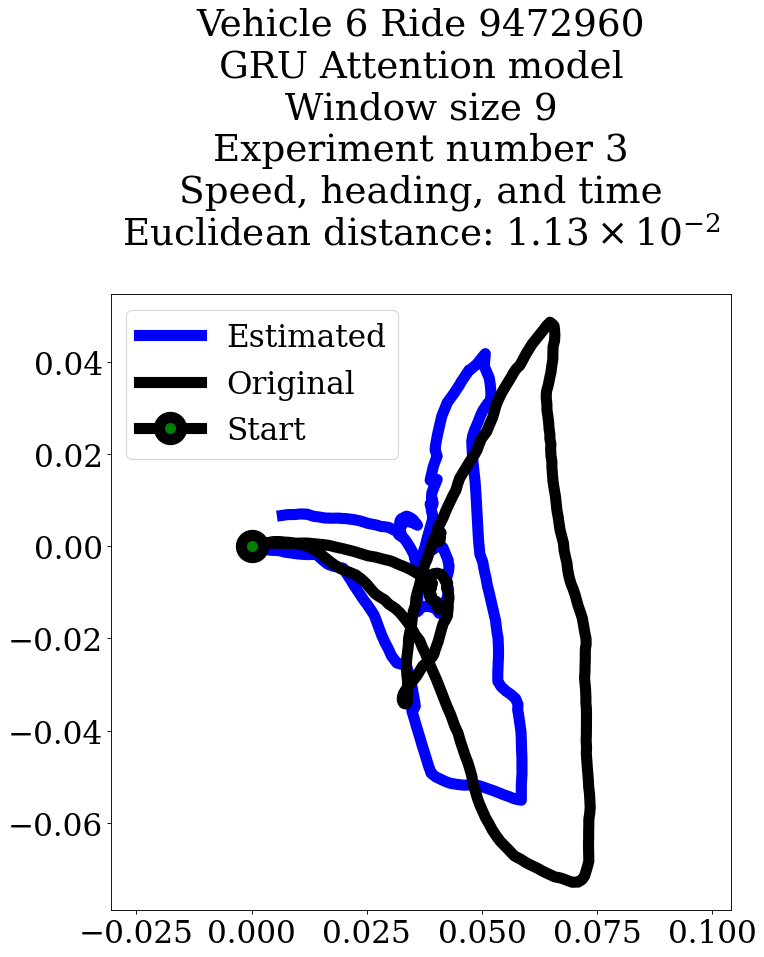 Vehicle 6 Ride 9472960
GRU Attention model
Window size 9
Experiment number 3
Speed, heading, and time
Euclidean distance: 1.13 × 10⁻²
Estimated
Original
Start
0.04
0.02
0.00
−0.02
−0.04
−0.06
−0.025 0.000 0.025 0.050 0.075 0.100